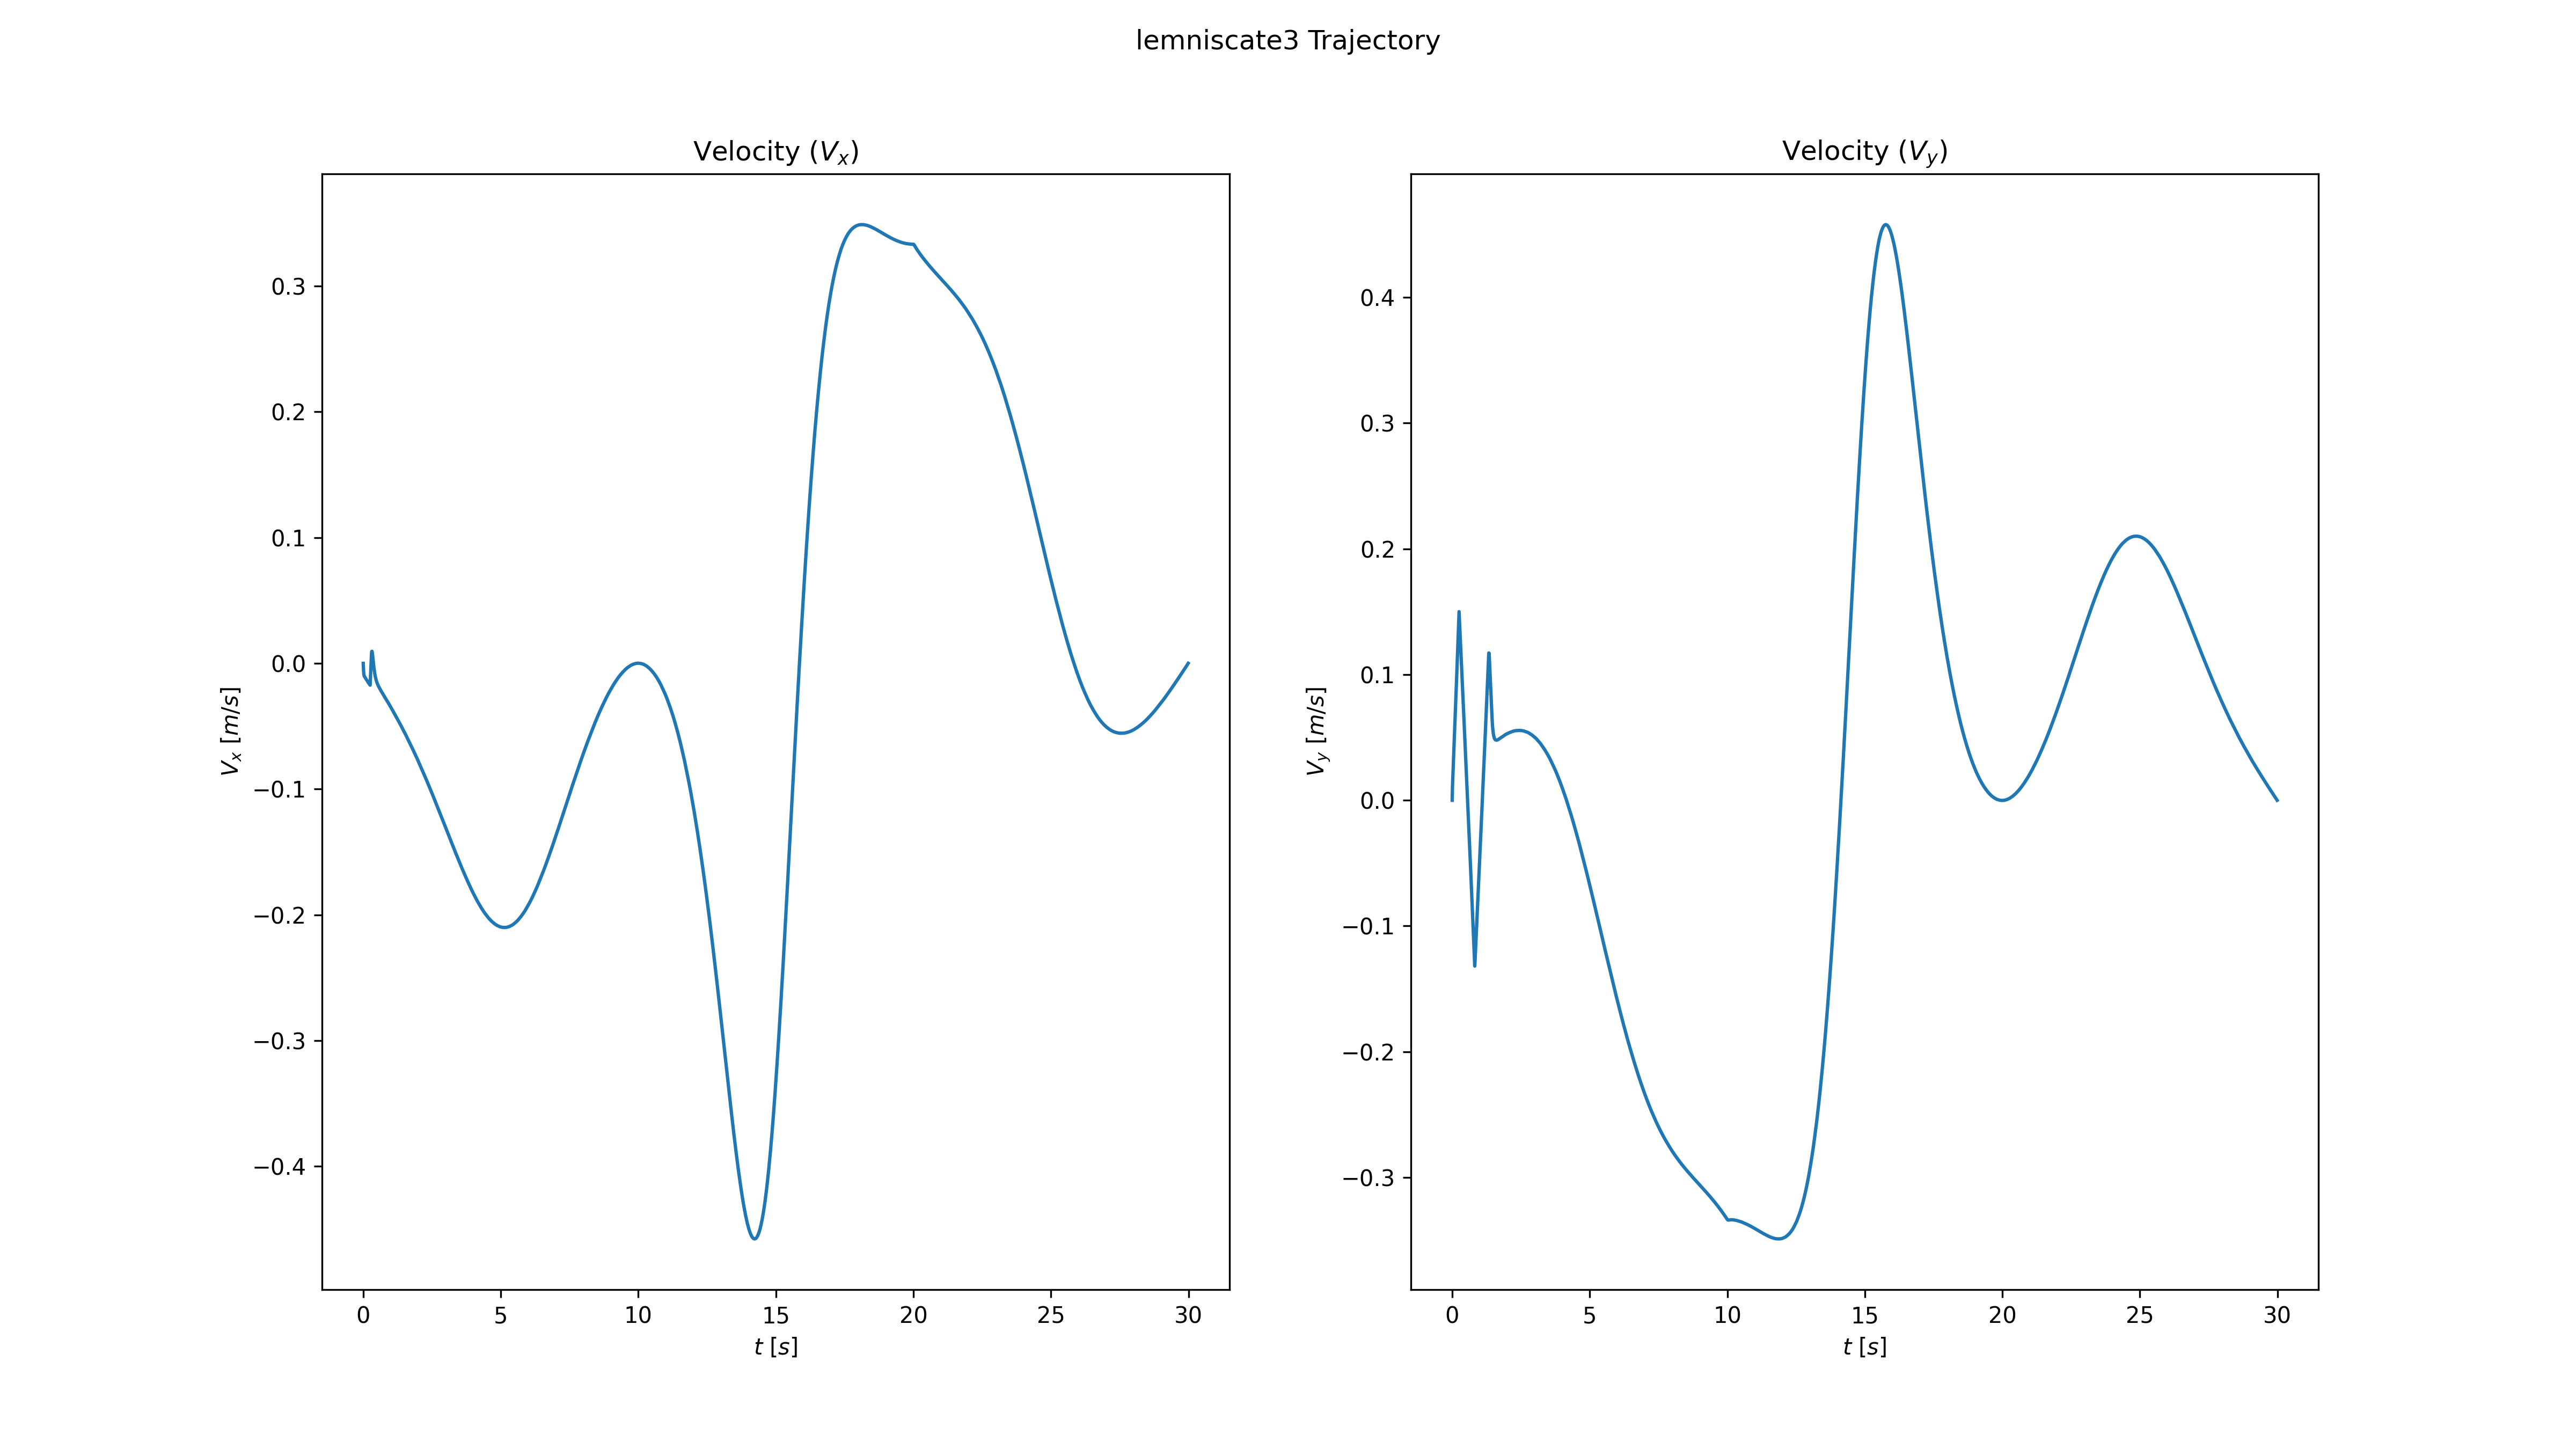 lemniscate3 Trajectory
Velocity (Vx)
Vx [m/s]
0.3
0.2
0.1
0.0
−0.1
−0.2
−0.3
−0.4
0 5 10 15 20 25 30
t [s]
Velocity (Vy)
Vy [m/s]
0.4
0.3
0.2
0.1
0.0
−0.1
−0.2
−0.3
0 5 10 15 20 25 30
t [s]